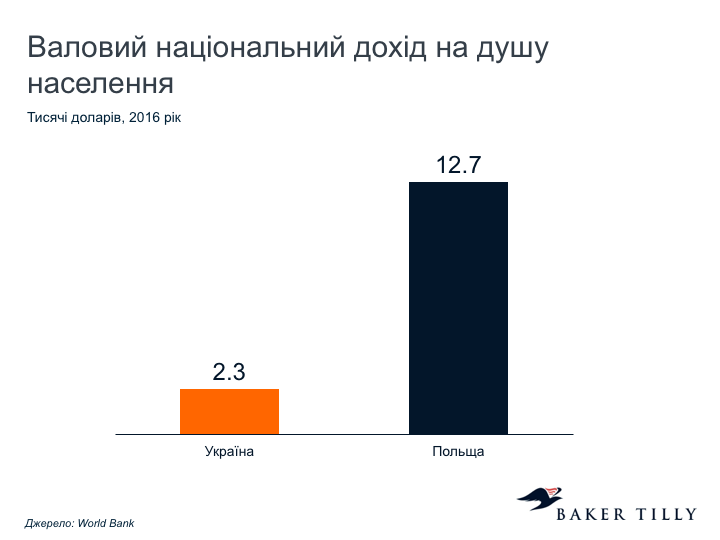 Валовий національний дохід на душу
населення
Тисячі доларів, 2016 рік
12.7
2.3
Україна
Польща
BAKER TILLY
Джерело: World Bank